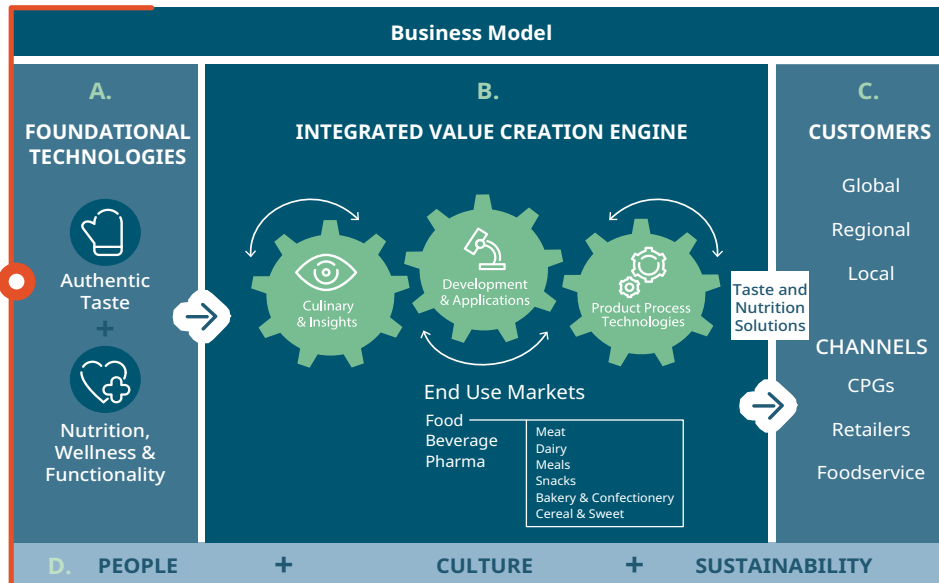 Business Model
A.
FOUNDATIONAL
TECHNOLOGIES
Authentic
Taste
+
Nutrition,
Wellness &
Functionality
B.
INTEGRATED VALUE CREATION ENGINE
Culinary
& Insights
Development
& Applications
Product Process
Technologies
End Use Markets
Food
Beverage
Pharma
Meat
Dairy
Meals
Snacks
Bakery & Confectionery
Cereal & Sweet
Taste and
Nutrition
Solutions
C.
CUSTOMERS
Global
Regional
Local
CHANNELS
CPGs
Retailers
Foodservice
D. PEOPLE + CULTURE + SUSTAINABILITY